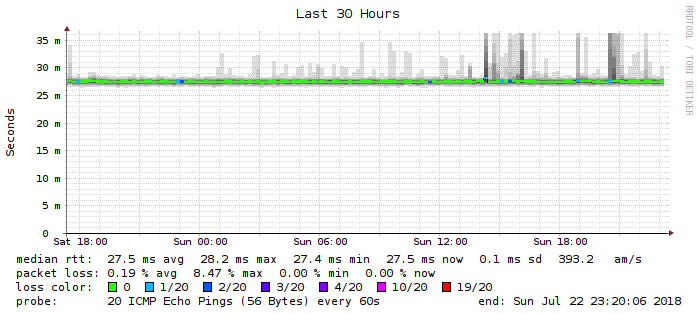 Last 30 Hours
RRDTOOL / TOBI OETIKER
Seconds
35 m
30 m
25 m
20 m
15 m
10 m
5 m
0
Sat 18:00 Sun 00:00 Sun 06:00 Sun 12:00 Sun 18:00
median rtt: 27.5 ms avg 28.2 ms max 27.4 ms min 27.5 ms now 0.1 ms sd 393.2 am/s
packet loss: 0.19 % avg 8.47 % max 0.00 % min 0.00 % now
loss color: 0 1/20 2/20 3/20 4/20 10/20 19/20
probe: 20 ICMP Echo Pings (56 Bytes) every 60s end: Sun Jul 22 23:20:06 2018